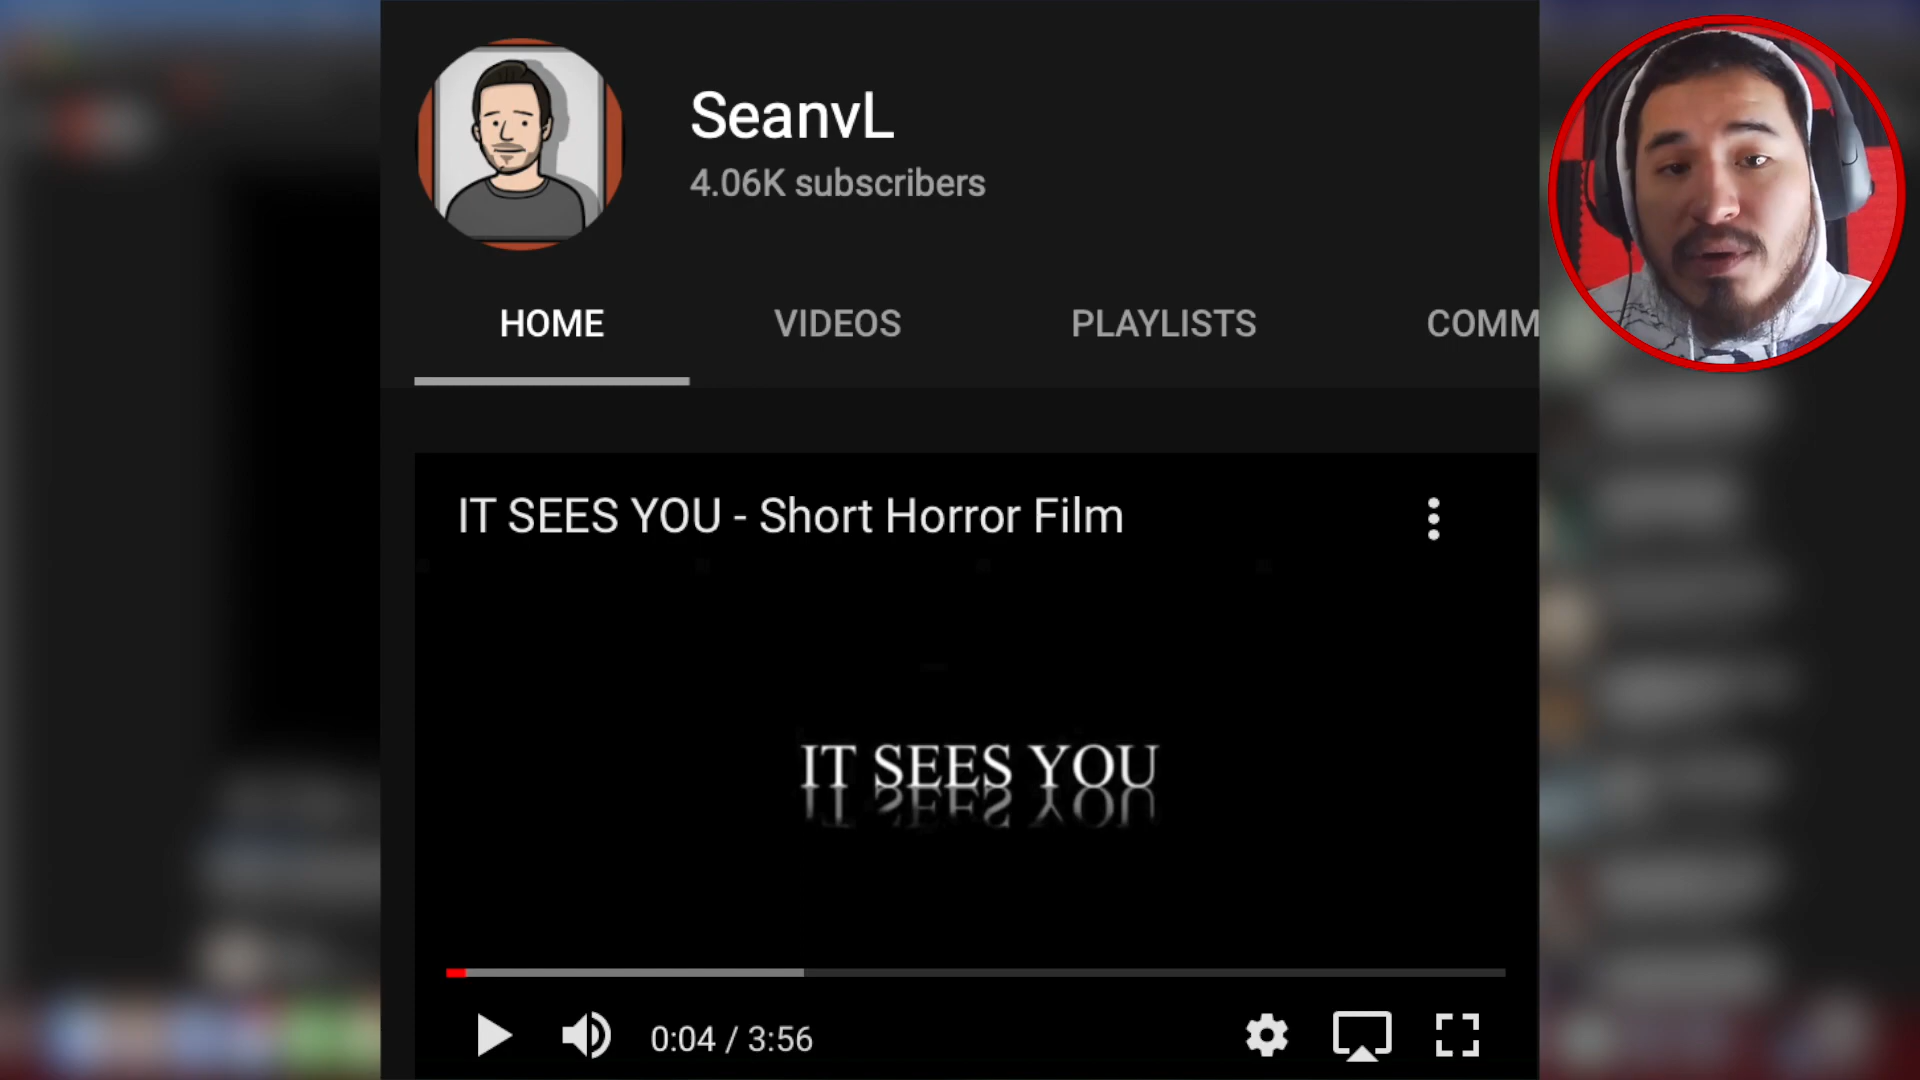 SeanvL
4.06K subscribers
HOME VIDEOS PLAYLISTS COMM
IT SEES YOU - Short Horror Film
IT SEES YOU
0:04 / 3:56